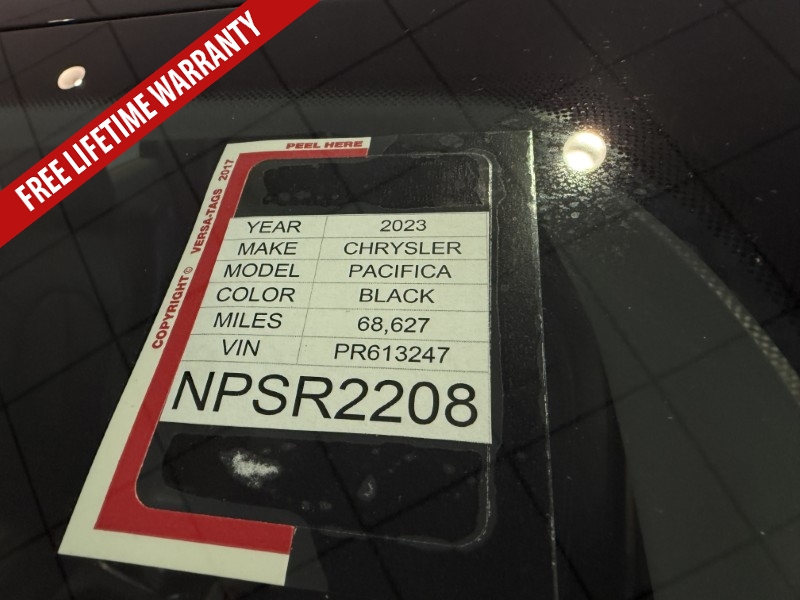 FREE LIFETIME WARRANTY
PEEL HERE
COPYRIGHT© VERSA-TAGS 2017
YEAR 2023
MAKE CHRYSLER
MODEL PACIFICA
COLOR BLACK
MILES 68,627
VIN PR613247
NPSR2208